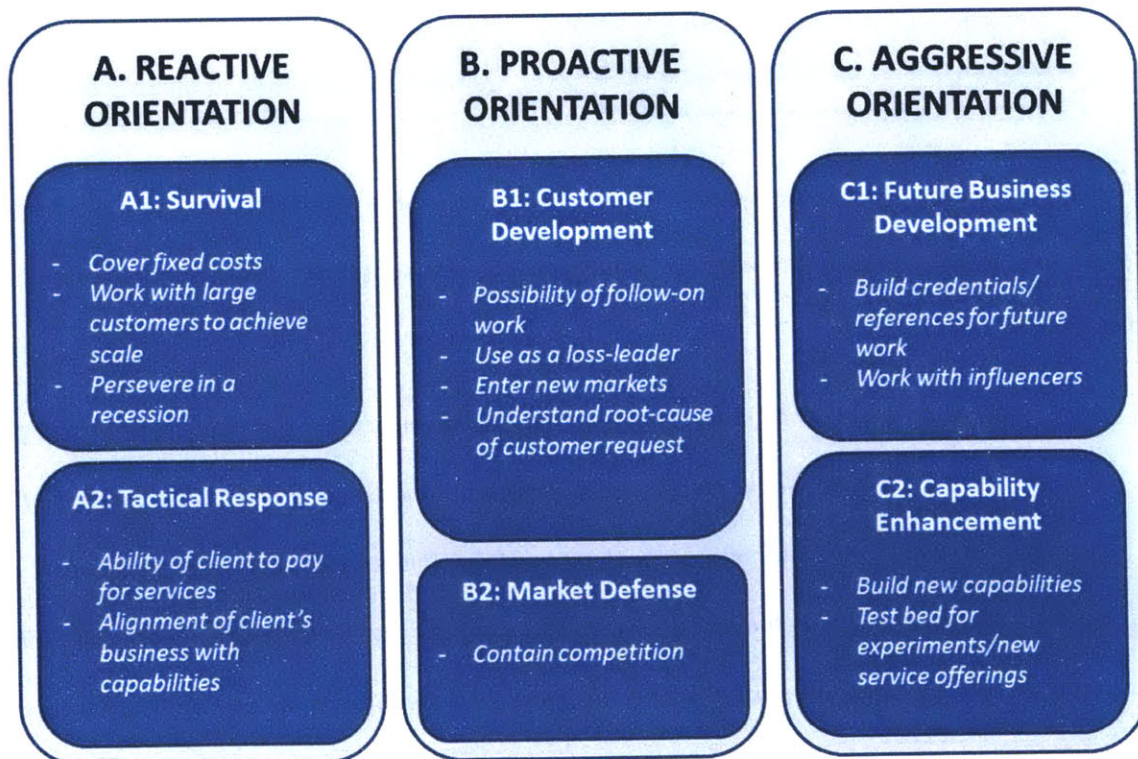 A. REACTIVE
ORIENTATION
A1: Survival
- Cover fixed costs
- Work with large
customers to achieve
scale
- Persevere in a
recession
A2: Tactical Response
- Ability of client to pay
for services
- Alignment of client's
business with
capabilities
B. PROACTIVE
ORIENTATION
B1: Customer
Development
- Possibility of follow-on
work
- Use as a loss-leader
- Enter new markets
- Understand root-cause
of customer request
B2: Market Defense
- Contain competition
C. AGGRESSIVE
ORIENTATION
C1: Future Business
Development
- Build credentials/
references for future
work
- Work with influencers
C2: Capability
Enhancement
- Build new capabilities
- Test bed for
experiments/new
service offerings